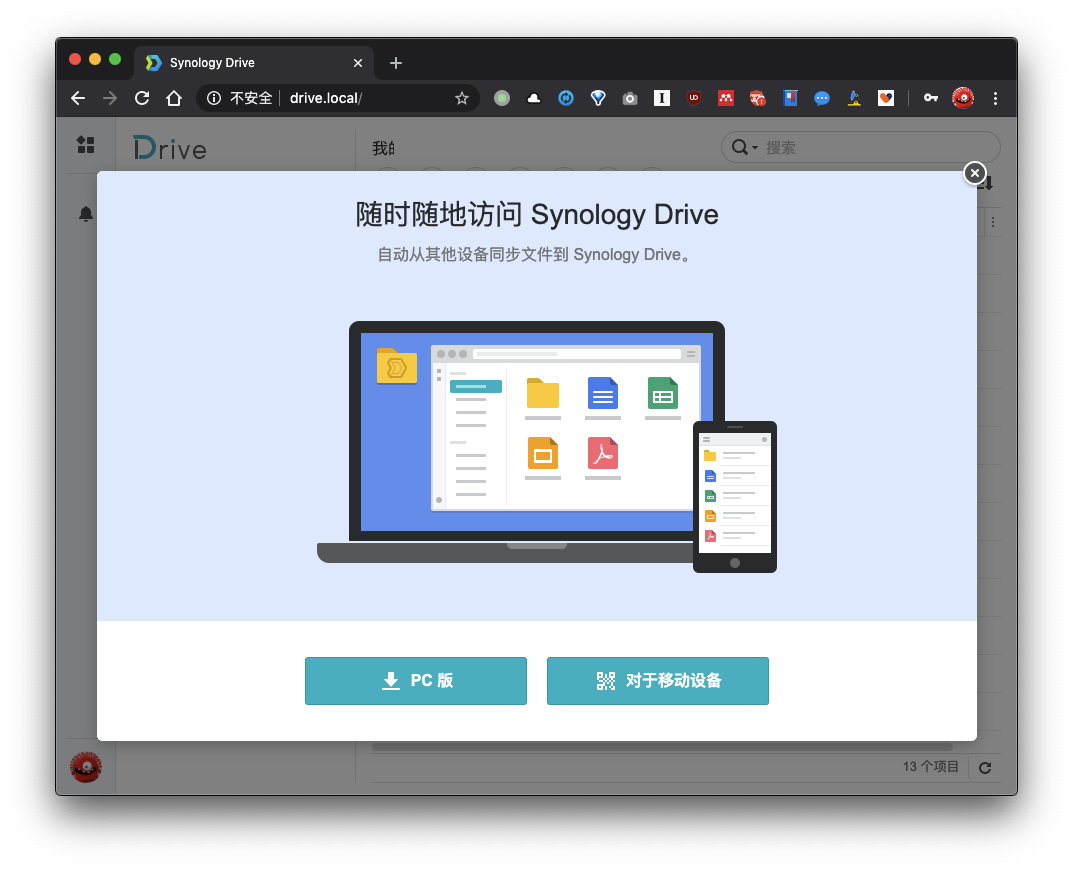 Synology Drive
不安全
drive.local/
Drive
我的
搜索
随时随地访问 Synology Drive
自动从其他设备同步文件到 Synology Drive。
PC 版
对于移动设备
13 个项目